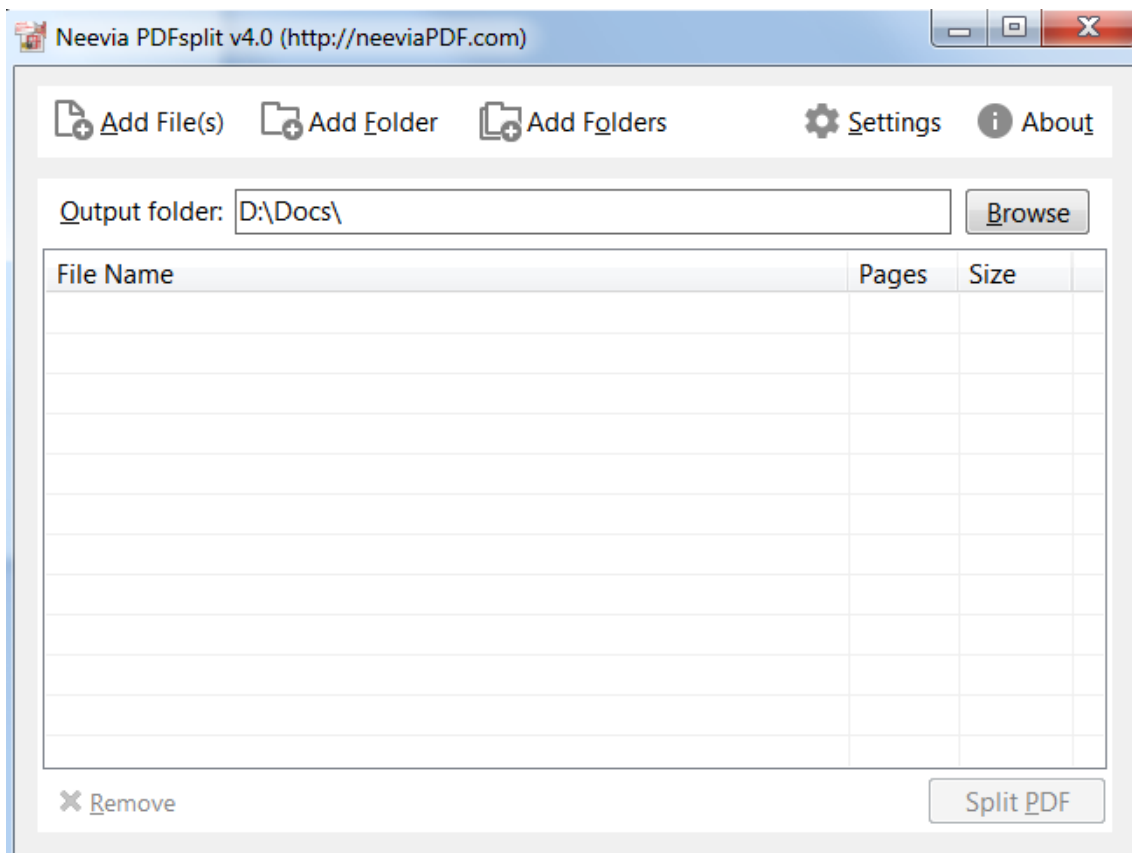 Neevia PDFsplit v4.0 (http://neeviaPDF.com)
Add File(s) Add Folder Add Folders Settings About
Output folder: D:\Docs\ Browse
File Name Pages Size
Remove Split PDF